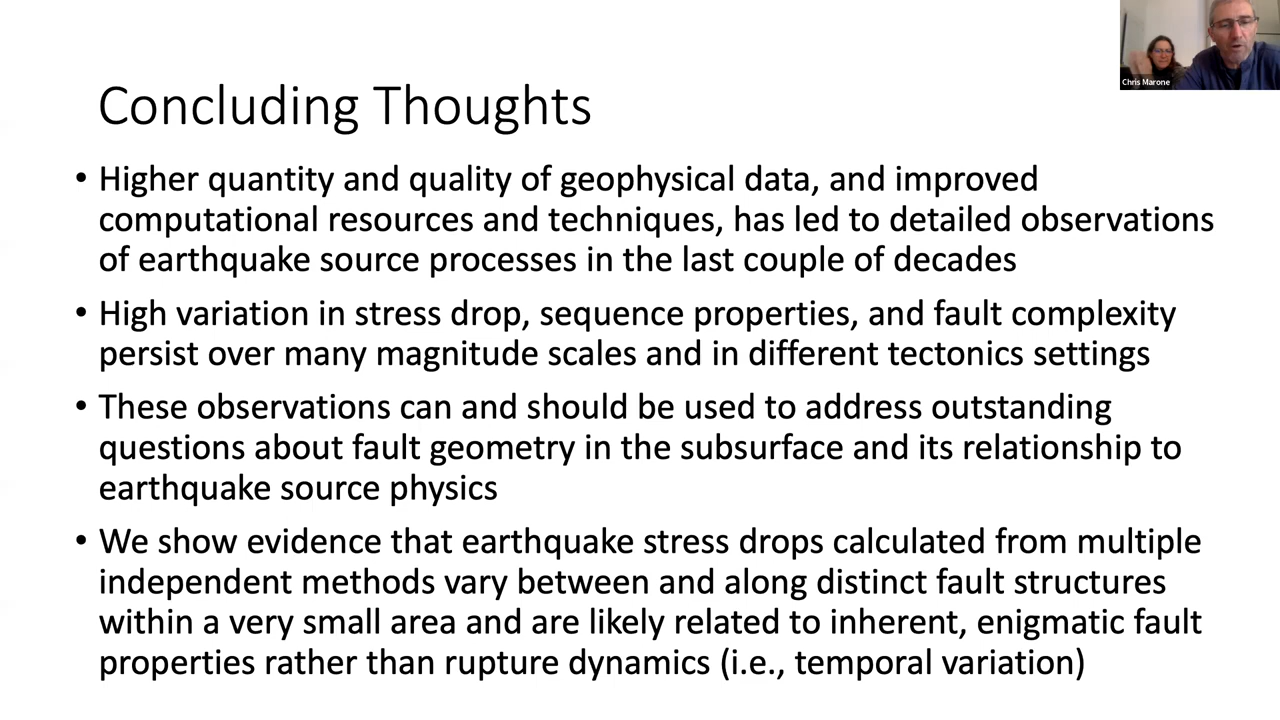 Chris Marone
Concluding Thoughts
• Higher quantity and quality of geophysical data, and improved
computational resources and techniques, has led to detailed observations
of earthquake source processes in the last couple of decades
• High variation in stress drop, sequence properties, and fault complexity
persist over many magnitude scales and in different tectonics settings
• These observations can and should be used to address outstanding
questions about fault geometry in the subsurface and its relationship to
earthquake source physics
• We show evidence that earthquake stress drops calculated from multiple
independent methods vary between and along distinct fault structures
within a very small area and are likely related to inherent, enigmatic fault
properties rather than rupture dynamics (i.e., temporal variation)